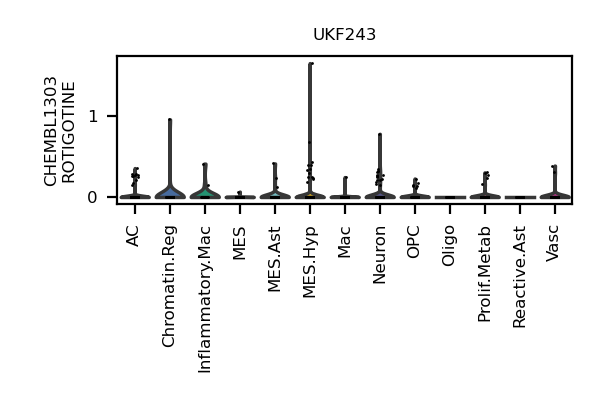 UKF243
CHEMBL1303
ROTIGOTINE
1
0
AC
Chromatin.Reg
Inflammatory.Mac
MES
MES.Ast
MES.Hyp
Mac
Neuron
OPC
Oligo
Prolif.Metab
Reactive.Ast
Vasc